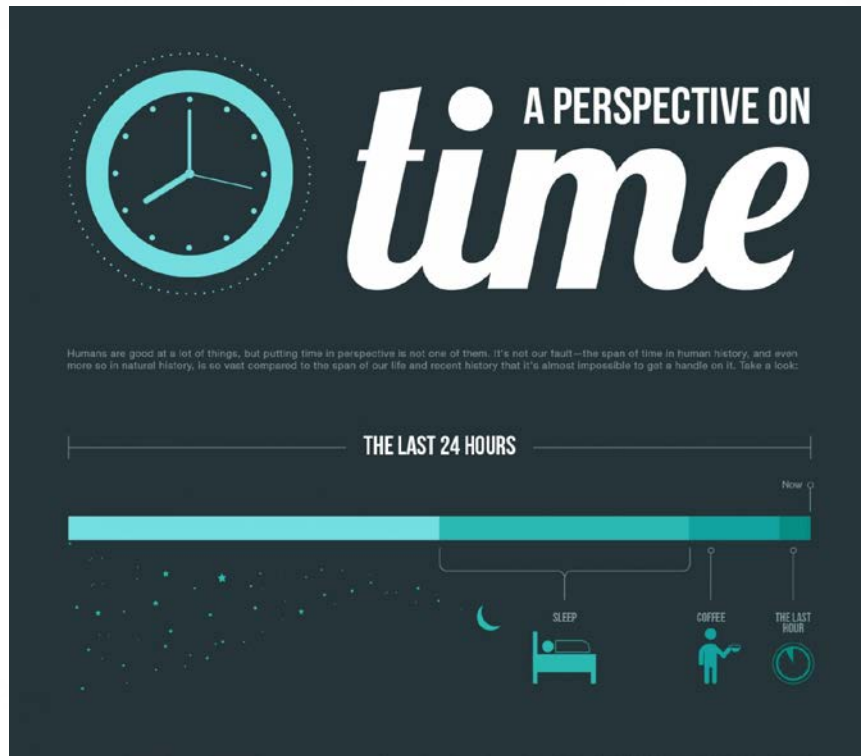 A PERSPECTIVE ON
time
Humans are good at a lot of things, but putting time in perspective is not one of them. It's not our fault—the span of time in human history, and even
more so in natural history, is so vast compared to the span of our life and recent history that it's almost impossible to get a handle on it. Take a look:
THE LAST 24 HOURS
Now
SLEEP
COFFEE
THE LAST
HOUR